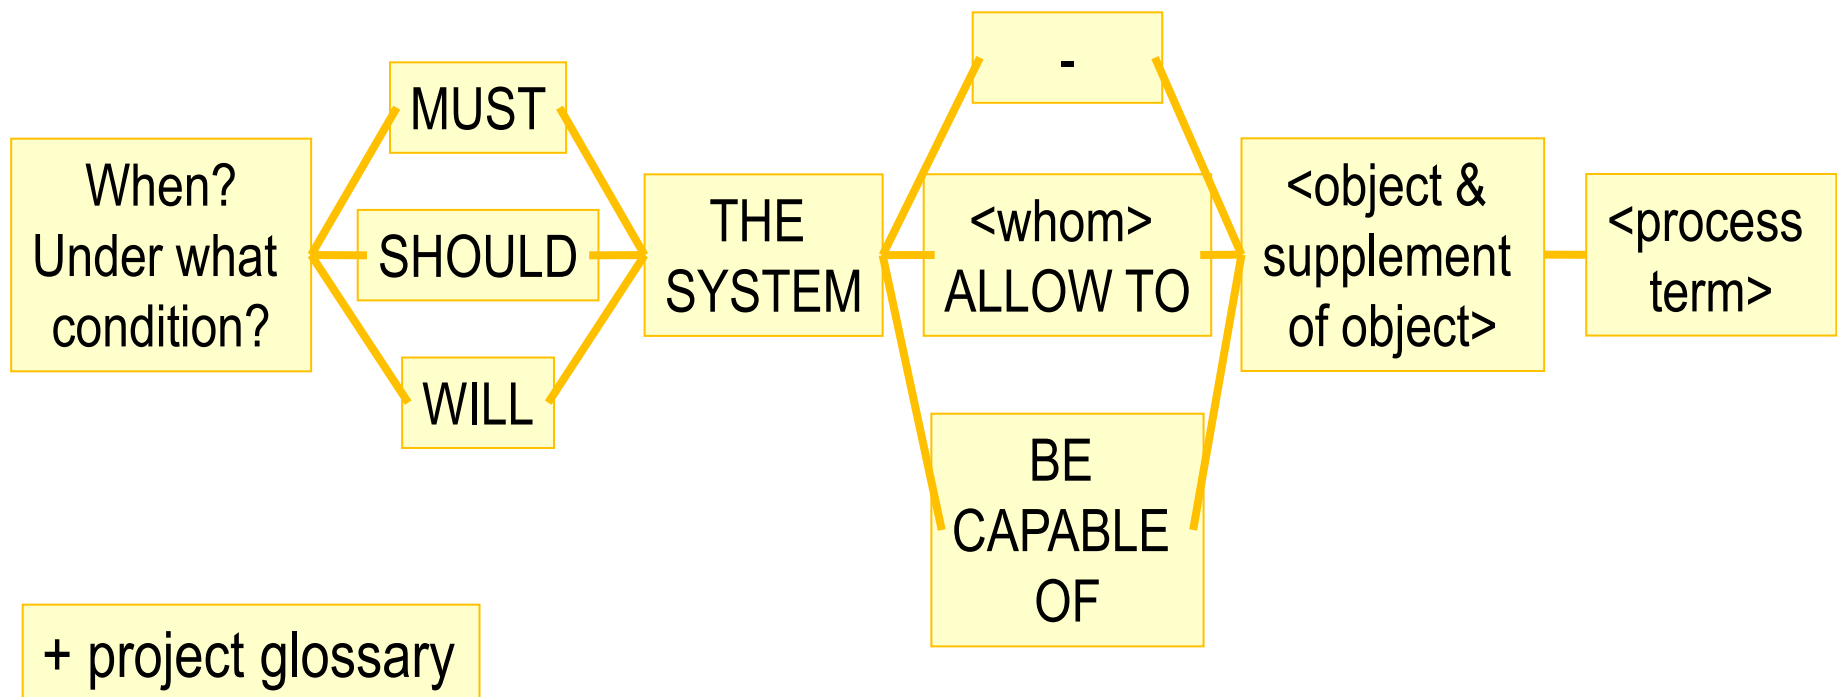 When?
Under what
condition?
MUST
SHOULD
WILL
THE
SYSTEM
-
<whom>
ALLOW TO
BE
CAPABLE
OF
<object &
supplement
of object>
<process
term>
+ project glossary